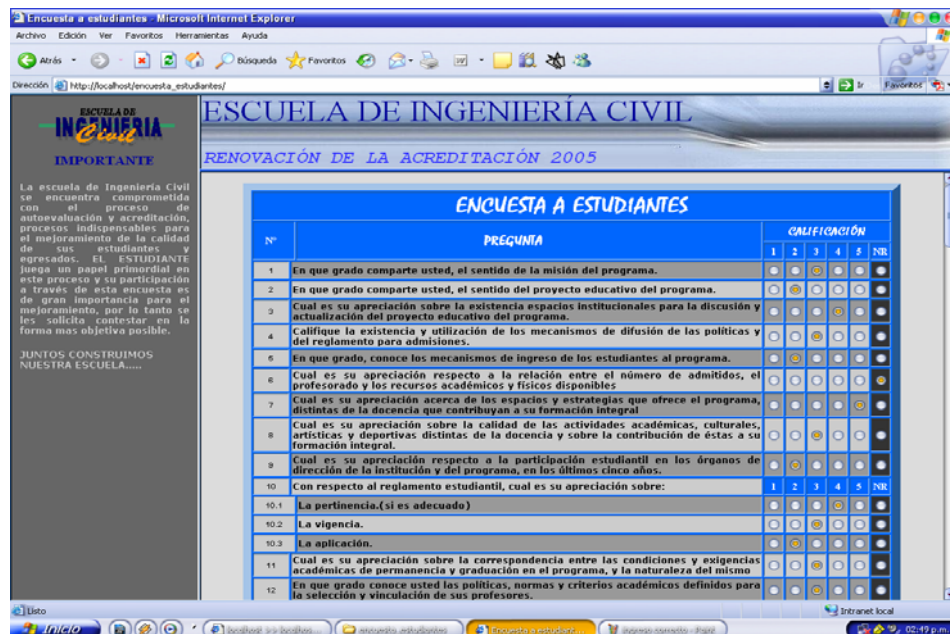 Encuesta a estudiantes - Microsoft Internet Explorer
Archivo Edición Ver Favoritos Herramientas Ayuda
Atrás Búsqueda Favoritos
Dirección http://localhost/encuesta_estudiantes/ Ir Favoritos
ESCUELA DE
INGENIERIA
Civil
IMPORTANTE
La escuela de Ingeniería Civil
se encuentra comprometida
con el proceso de
autoevaluación y acreditación,
procesos indispensables para
el mejoramiento de la calidad
de sus estudiantes y
egresados. EL ESTUDIANTE
juega un papel primordial en
este proceso y su participación
a través de esta encuesta es
de gran importancia para el
mejoramiento, por lo tanto se
les solicita contestar en la
forma mas objetiva posible.
JUNTOS CONSTRUIMOS
NUESTRA ESCUELA.....
ESCUELA DE INGENIERÍA CIVIL
RENOVACIÓN DE LA ACREDITACIÓN 2005
ENCUESTA A ESTUDIANTES
Nº PREGUNTA CALIFICACIÓN
1 2 3 4 5 NR
1 En que grado comparte usted, el sentido de la misión del programa.
2 En que grado comparte usted, el sentido del proyecto educativo del programa.
3 Cual es su apreciación sobre la existencia espacios institucionales para la discusión y
actualización del proyecto educativo del programa.
4 Califique la existencia y utilización de los mecanismos de difusión de las políticas y
del reglamento para admisiones.
5 En que grado, conoce los mecanismos de ingreso de los estudiantes al programa.
6 Cual es su apreciación respecto a la relación entre el número de admitidos, el
profesorado y los recursos académicos y físicos disponibles
7 Cual es su apreciación acerca de los espacios y estrategias que ofrece el programa,
distintas de la docencia que contribuyan a su formación integral
8 Cual es su apreciación sobre la calidad de las actividades académicas, culturales,
artísticas y deportivas distintas de la docencia y sobre la contribución de éstas a su
formación integral.
9 Cual es su apreciación respecto a la participación estudiantil en los órganos de
dirección de la institución y del programa, en los últimos cinco años.
10 Con respecto al reglamento estudiantil, cual es su apreciación sobre: 1 2 3 4 5 NR
10.1 La pertinencia.(si es adecuado)
10.2 La vigencia.
10.3 La aplicación.
11 Cual es su apreciación sobre la correspondencia entre las condiciones y exigencias
académicas de permanencia y graduación en el programa, y la naturaleza del mismo
12 En que grado conoce usted las políticas, normas y criterios académicos definidos para
la selección y vinculación de sus profesores.
Listo Intranet local
Inicio localhost >> localhos... encuesta_estudiantes Encuesta a estudiant... ingreso correcto - Paint 02:49 p.m.